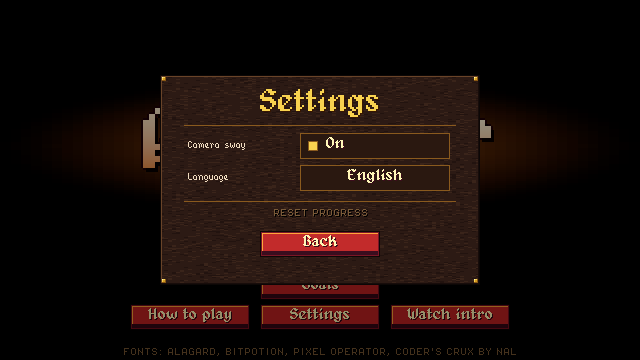 Settings
Camera sway
On
Language
English
RESET PROGRESS
Back
Goals
How to play
Settings
Watch intro
FONTS: ALAGARD, BITPOTION, PIXEL OPERATOR, CODER'S CRUX BY NAL